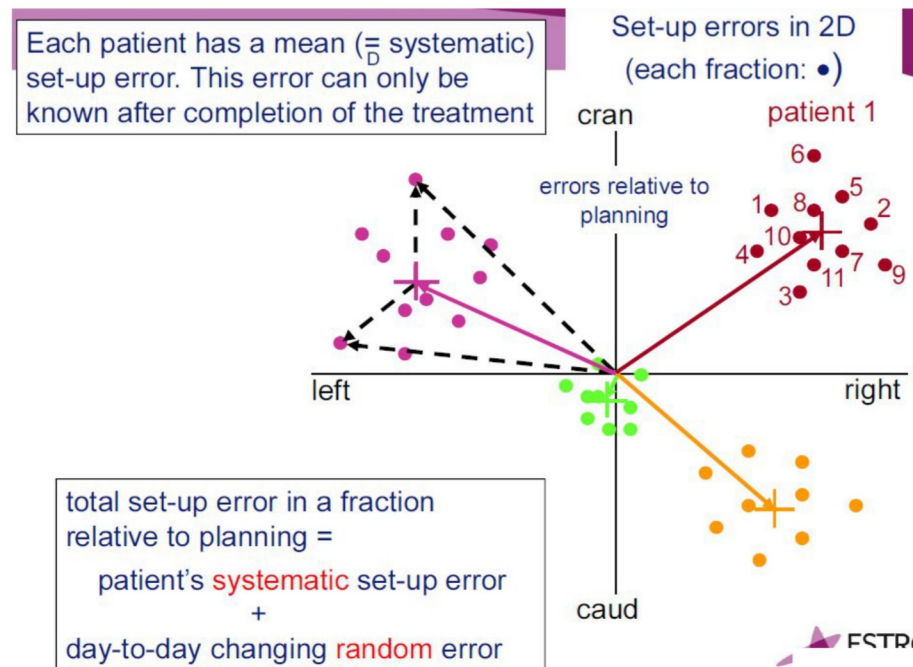 Each patient has a mean (= systematic)
D
set-up error. This error can only be
known after completion of the treatment
Set-up errors in 2D
(each fraction: •)
cran
patient 1
errors relative to
planning
6
5
1
8
2
10
4
11
7
9
3
left
right
total set-up error in a fraction
relative to planning =
patient's systematic set-up error
+
day-to-day changing random error
caud